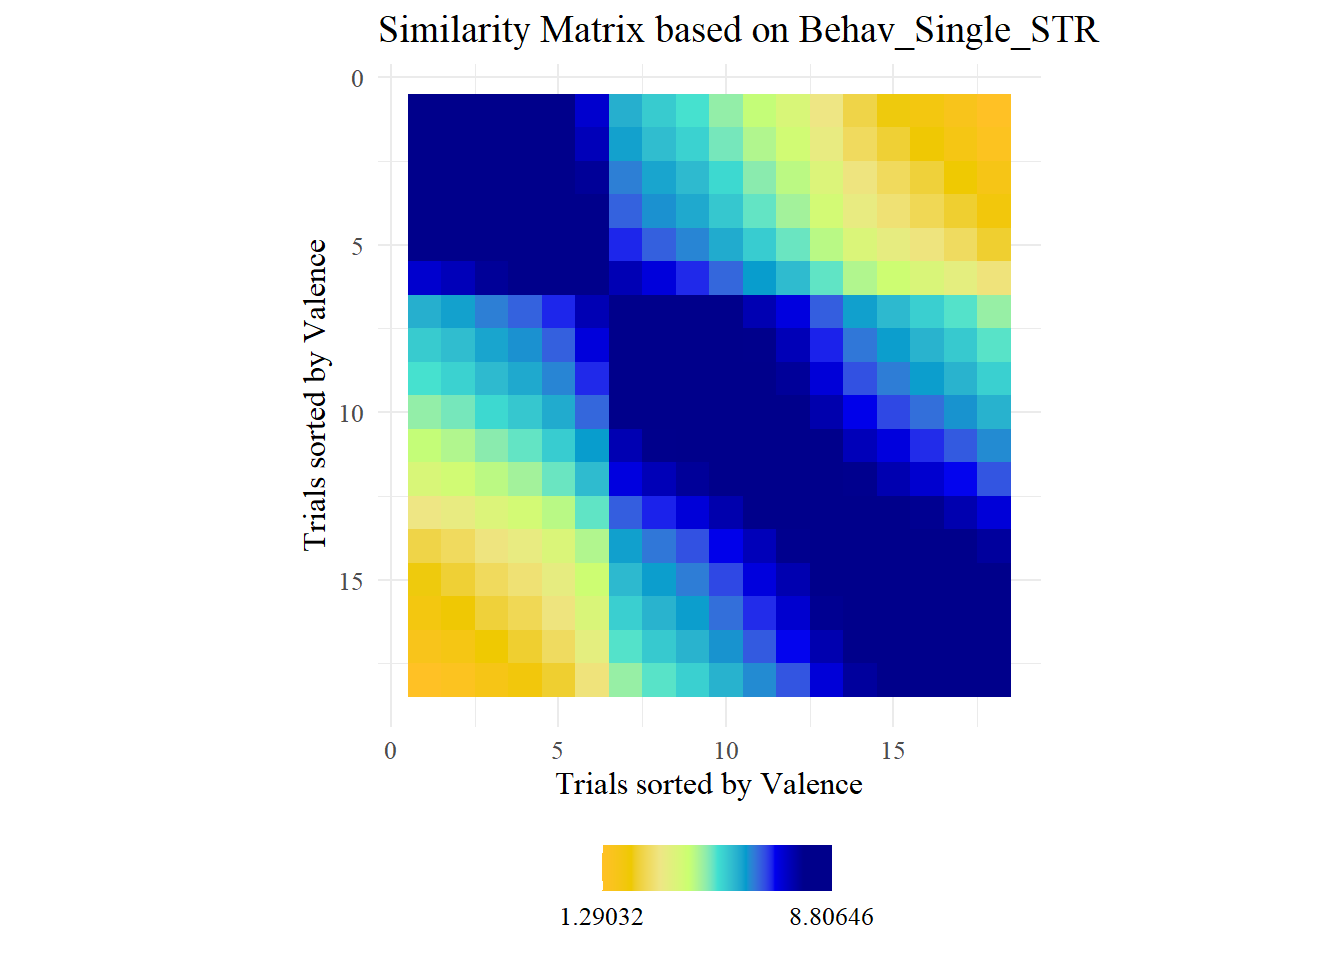 Similarity Matrix based on Behav_Single_STR
0
5
10
15
Trials sorted by Valence
0 5 10 15
Trials sorted by Valence
1.29032 8.80646